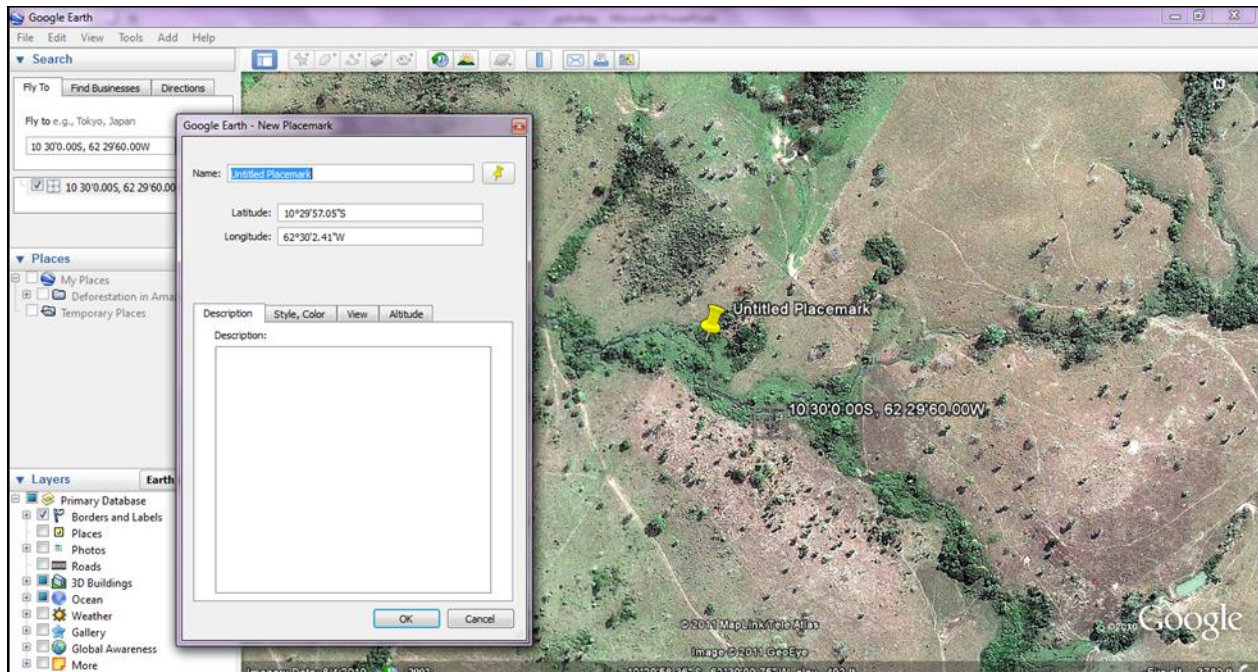 Google Earth
File Edit View Tools Add Help
Search
Fly To Find Businesses Directions
Fly to e.g., Tokyo, Japan
10 30'0.00S, 62 29'60.00W
10 30'0.00S, 62 29'60.00
Places
My Places
Deforestation in Ama
Temporary Places
Layers Earth
Primary Database
Borders and Labels
Places
Photos
Roads
3D Buildings
Ocean
Weather
Gallery
Global Awareness
More
Google Earth - New Placemark
Name: Untitled Placemark
Latitude: 10°29'57.05"S
Longitude: 62°30'2.41"W
Description Style, Color View Altitude
Description:
OK Cancel
N
Untitled Placemark
10 30'0.00S, 62 29'60.00W
© 2011 MapLink/Tele Atlas
Image © 2011 GeoEye
Google